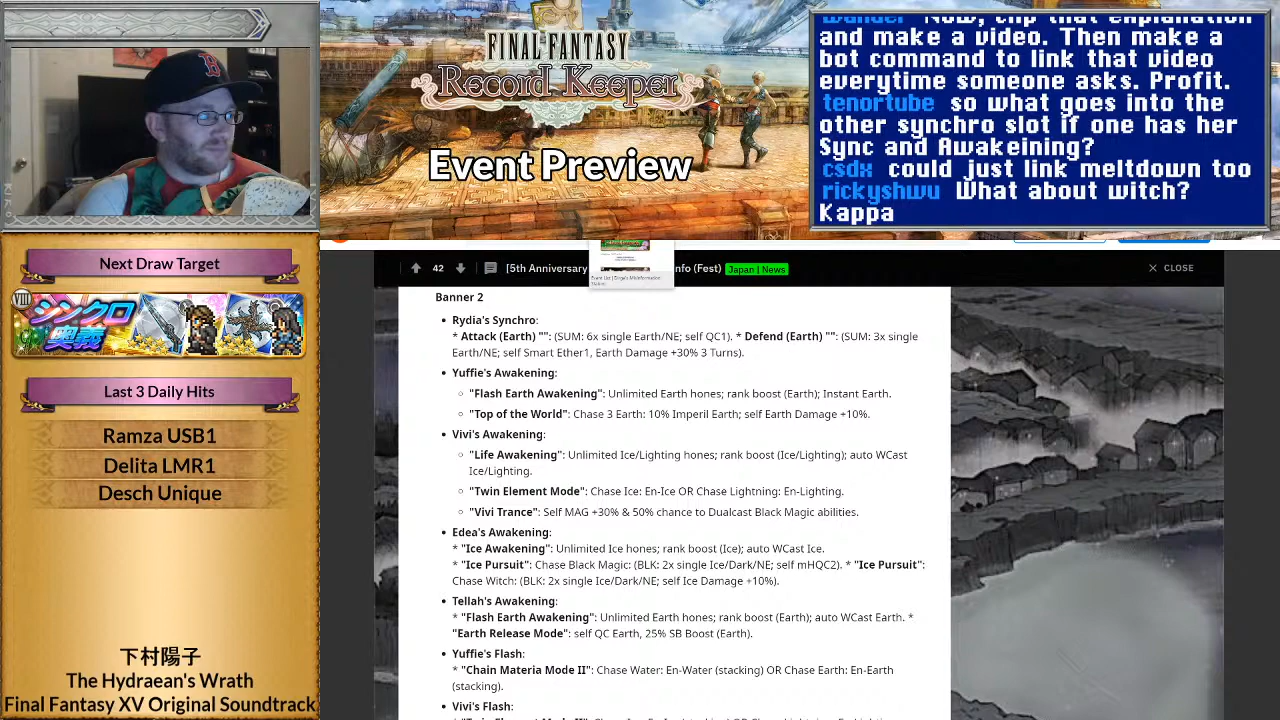 FINAL FANTASY
Record Keeper
Event Preview
wander Now, clip that explanation
and make a video. Then make a
bot command to link that video
everytime someone asks. Profit.
tenortube so what goes into the
other synchro slot if one has her
Sync and Awakeining?
csdx could just link meltdown too
rickyshwu What about witch?
Kappa
Next Draw Target
VIII
シンクロ
奥義
Last 3 Daily Hits
Ramza USB1
Delita LMR1
Desch Unique
下村陽子
The Hydraean's Wrath
Final Fantasy XV Original Soundtrack
42
[5th Anniversary
nfo (Fest)
Japan | News
CLOSE
Banner 2
• Rydia's Synchro:
* Attack (Earth) "": (SUM: 6x single Earth/NE; self QC1). * Defend (Earth) "": (SUM: 3x single
Earth/NE; self Smart Ether1, Earth Damage +30% 3 Turns).
• Yuffie's Awakening:
○ "Flash Earth Awakening": Unlimited Earth hones; rank boost (Earth); Instant Earth.
○ "Top of the World": Chase 3 Earth: 10% Imperil Earth; self Earth Damage +10%.
• Vivi's Awakening:
○ "Life Awakening": Unlimited Ice/Lighting hones; rank boost (Ice/Lighting); auto WCast
Ice/Lighting.
○ "Twin Element Mode": Chase Ice: En-Ice OR Chase Lightning: En-Lighting.
○ "Vivi Trance": Self MAG +30% & 50% chance to Dualcast Black Magic abilities.
• Edea's Awakening:
* "Ice Awakening": Unlimited Ice hones; rank boost (Ice); auto WCast Ice.
* "Ice Pursuit": Chase Black Magic: (BLK: 2x single Ice/Dark/NE; self mHQC2). * "Ice Pursuit":
Chase Witch: (BLK: 2x single Ice/Dark/NE; self Ice Damage +10%).
• Tellah's Awakening:
* "Flash Earth Awakening": Unlimited Earth hones; rank boost (Earth); auto WCast Earth. *
"Earth Release Mode": self QC Earth, 25% SB Boost (Earth).
• Yuffie's Flash:
* "Chain Materia Mode II": Chase Water: En-Water (stacking) OR Chase Earth: En-Earth
(stacking).
• Vivi's Flash: